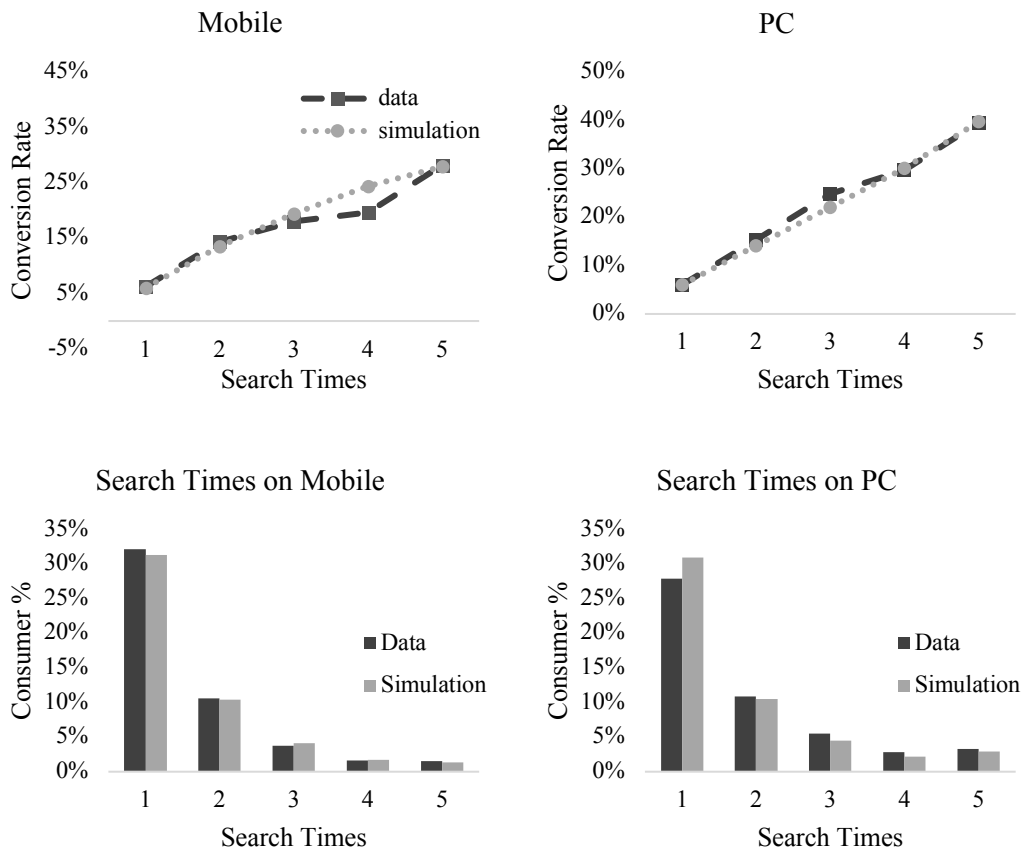 Mobile
45%
35%
25%
15%
5%
-5%
Conversion Rate
data
simulation
1 2 3 4 5
Search Times
PC
50%
40%
30%
20%
10%
0%
Conversion Rate
1 2 3 4 5
Search Times
Search Times on Mobile
35%
30%
25%
20%
15%
10%
5%
0%
Consumer %
Data
Simulation
1 2 3 4 5
Search Times
Search Times on PC
35%
30%
25%
20%
15%
10%
5%
0%
Consumer %
Data
Simulation
1 2 3 4 5
Search Times